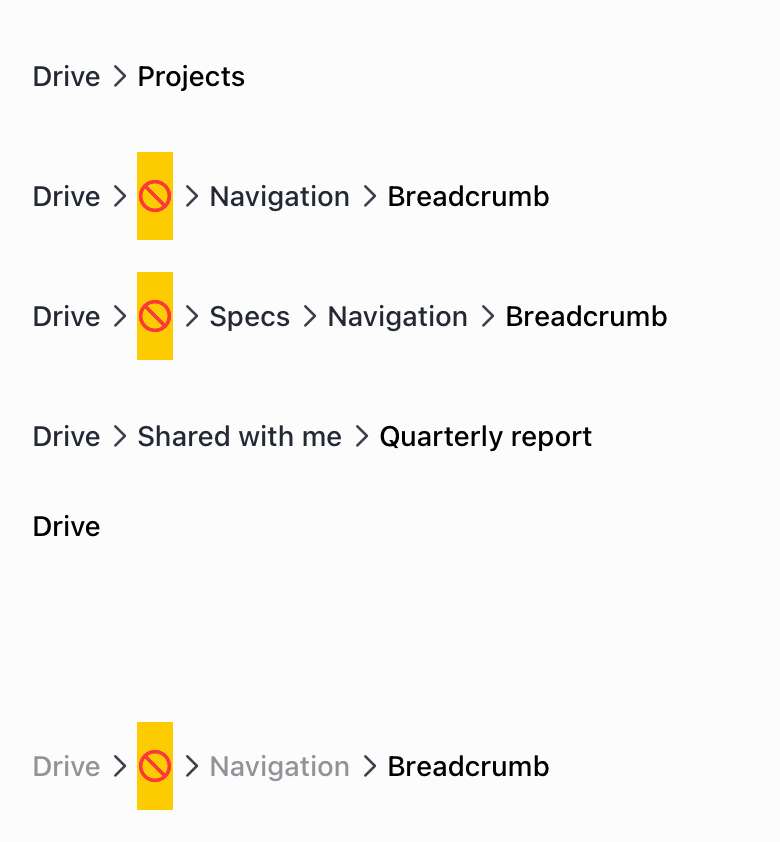 Drive > Projects
Drive > 🚫 > Navigation > Breadcrumb
Drive > 🚫 > Specs > Navigation > Breadcrumb
Drive > Shared with me > Quarterly report
Drive
Drive > 🚫 > Navigation > Breadcrumb